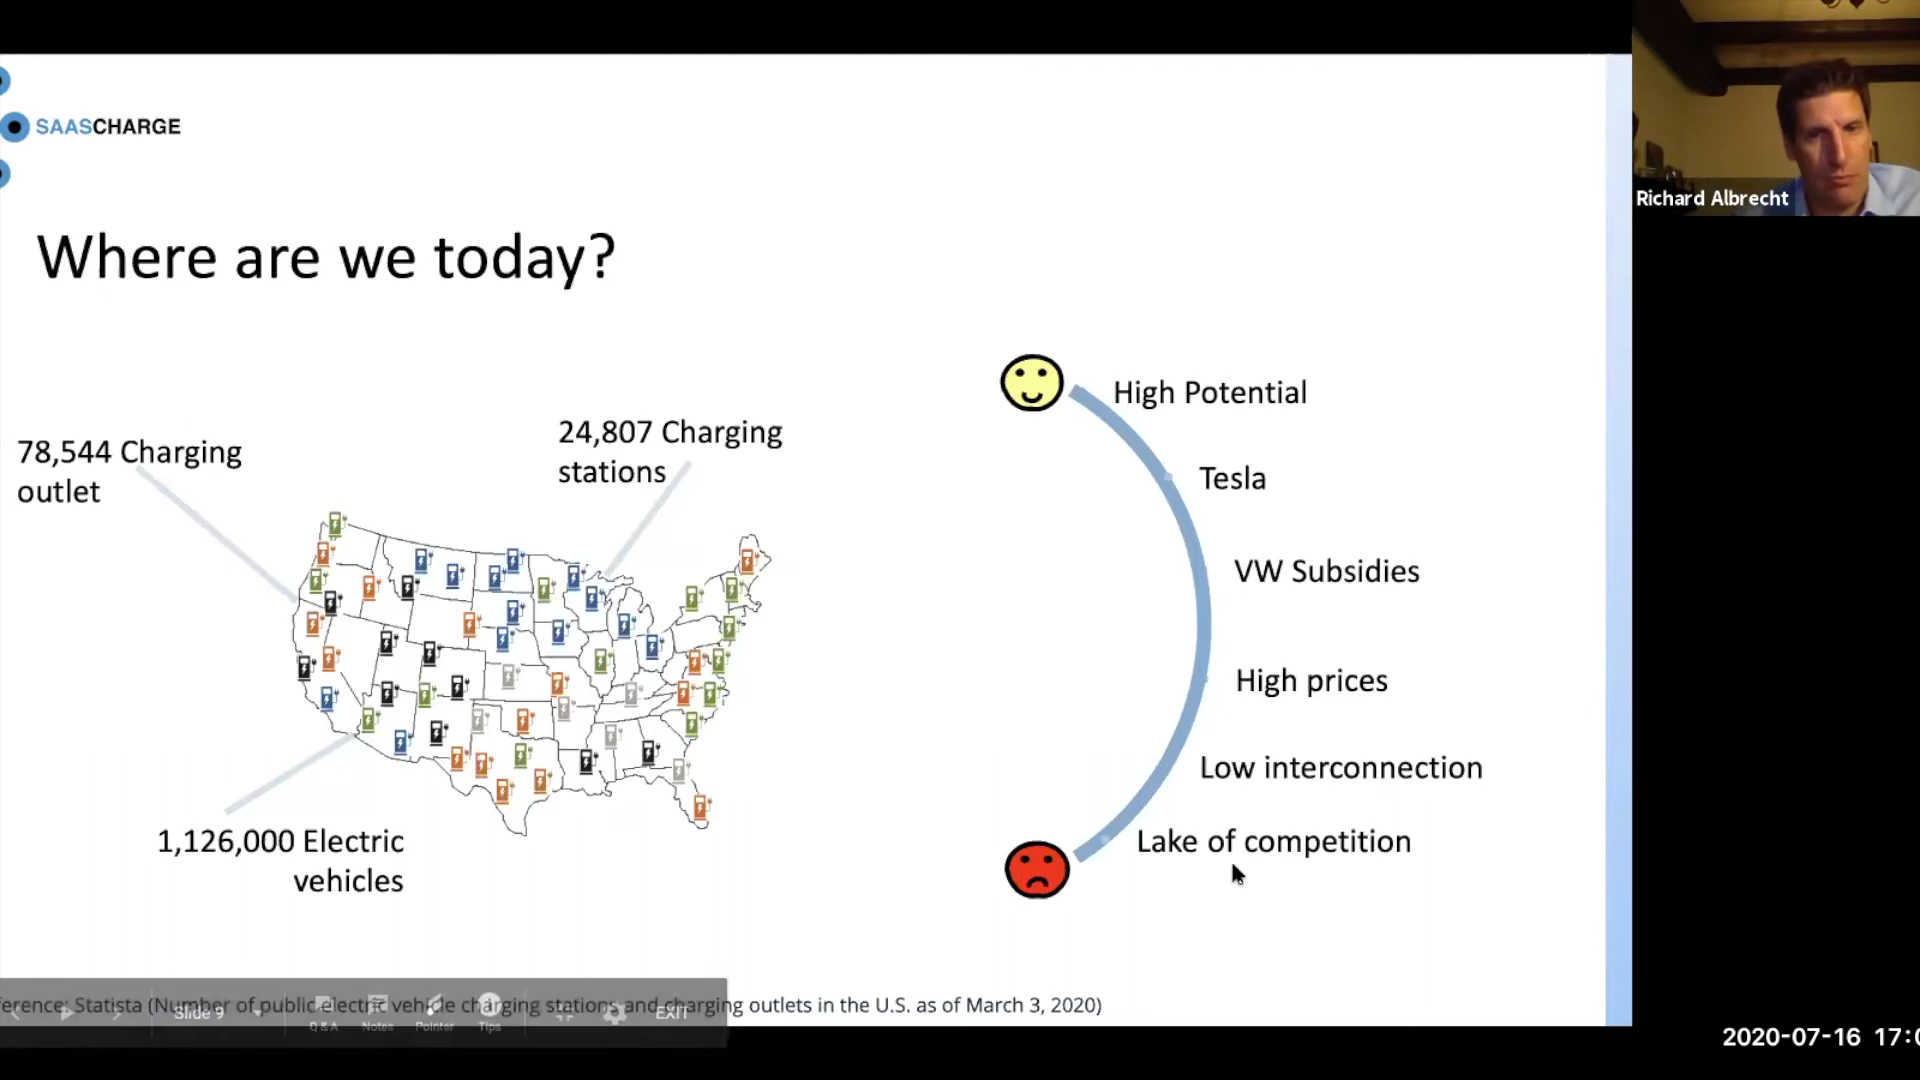 SAASCHARGE
Richard Albrecht
Where are we today?
High Potential
24,807 Charging
stations
78,544 Charging
outlet
Tesla
VW Subsidies
High prices
Low interconnection
1,126,000 Electric
vehicles
Lake of competition
erence: Statista (Number of public electric vehicle charging stations and charging outlets in the U.S. as of March 3, 2020)
Slide 9
Q & A Notes Pointer Tips
EXIT
2020-07-16 17:0